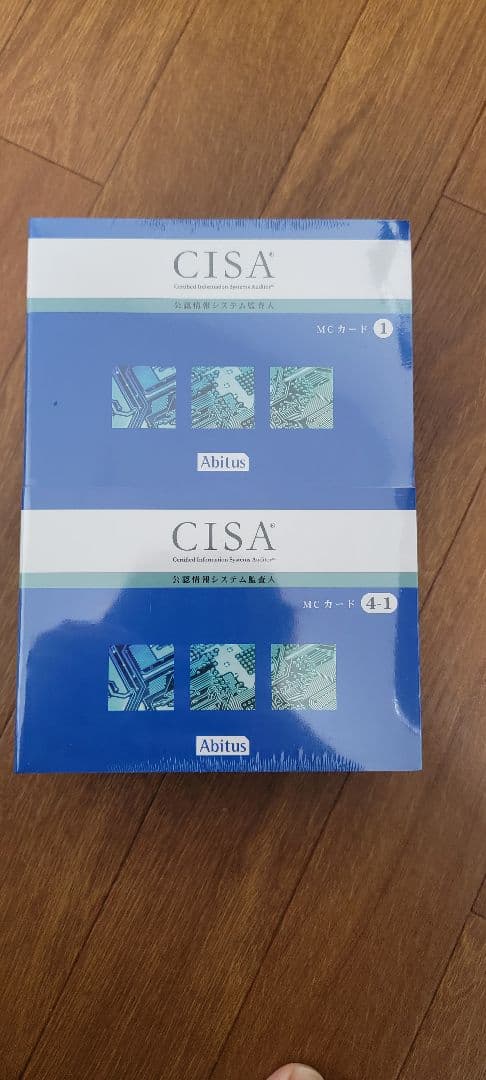 CISA®
Certified Information Systems Auditor™
公認情報システム監査人
MCカード 1
Abitus
CISA®
Certified Information Systems Auditor™
公認情報システム監査人
MCカード 4-1
Abitus